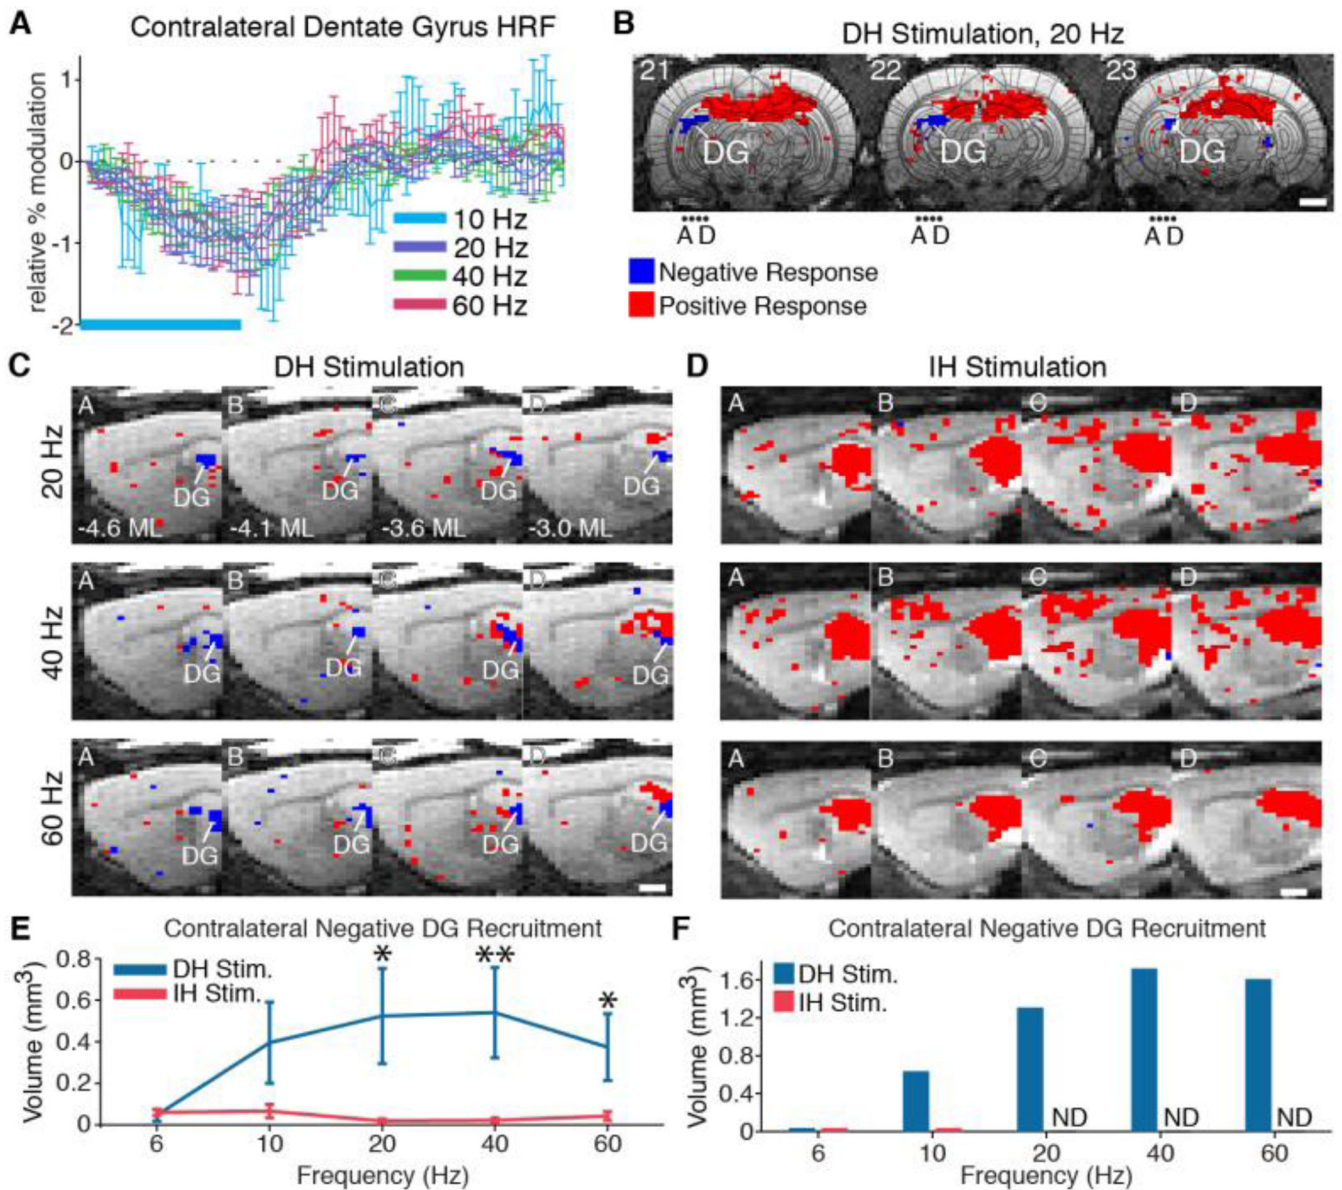 A
Contralateral Dentate Gyrus HRF
relative % modulation
1
0
-1
-2
10 Hz
20 Hz
40 Hz
60 Hz
B
DH Stimulation, 20 Hz
21 22 23
DG DG DG
A D A D A D
Negative Response
Positive Response
C
DH Stimulation
20 Hz
A B C D
DG DG DG DG
-4.6 ML -4.1 ML -3.6 ML -3.0 ML
40 Hz
A B C D
DG DG DG DG
60 Hz
A B C D
DG DG DG DG
D
IH Stimulation
A B C D
A B C D
A B C D
E
Contralateral Negative DG Recruitment
Volume (mm3)
0.8
0.6
0.4
0.2
0
DH Stim.
IH Stim.
* ** *
6 10 20 40 60
Frequency (Hz)
F
Contralateral Negative DG Recruitment
Volume (mm3)
1.6
1.2
0.8
0.4
0
DH Stim.
IH Stim.
ND ND ND
6 10 20 40 60
Frequency (Hz)